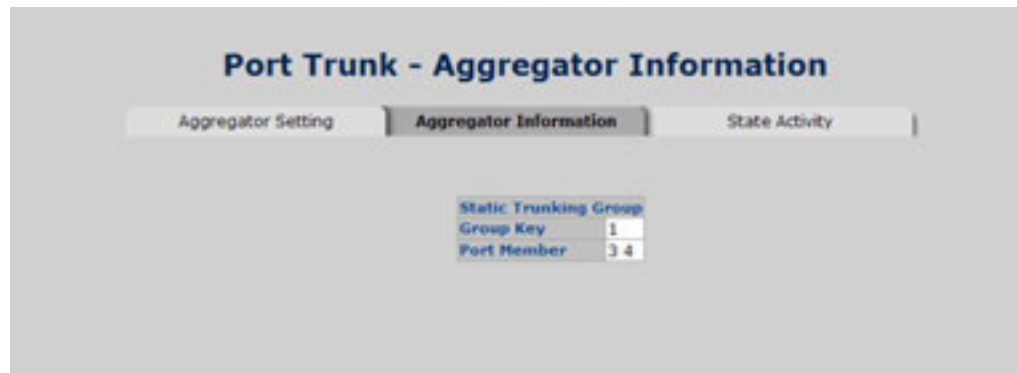 Port Trunk - Aggregator Information
Aggregator Setting Aggregator Information State Activity
Static Trunking Group
Group Key 1
Port Member 3 4